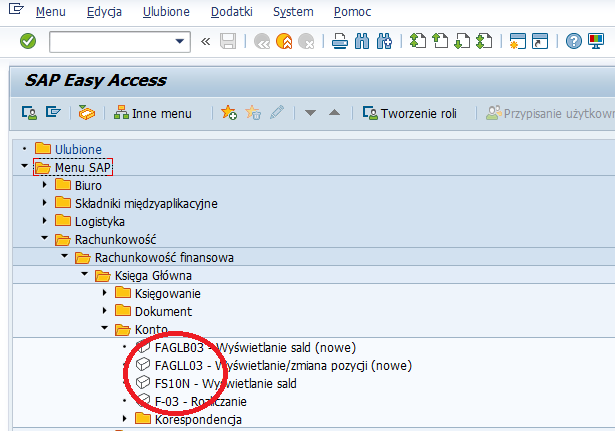 Menu Edycja Ulubione Dodatki System Pomoc
SAP Easy Access
Inne menu Tworzenie roli Przypisanie użytkown
Ulubione
Menu SAP
Biuro
Składniki międzyaplikacyjne
Logistyka
Rachunkowość
Rachunkowość finansowa
Księga Główna
Księgowanie
Dokument
Konto
FAGLB03 - Wyświetlanie sald (nowe)
FAGLL03 - Wyświetlanie/zmiana pozycji (nowe)
FS10N - Wyświetlanie sald
F-03 - Rozliczanie
Korespondencja